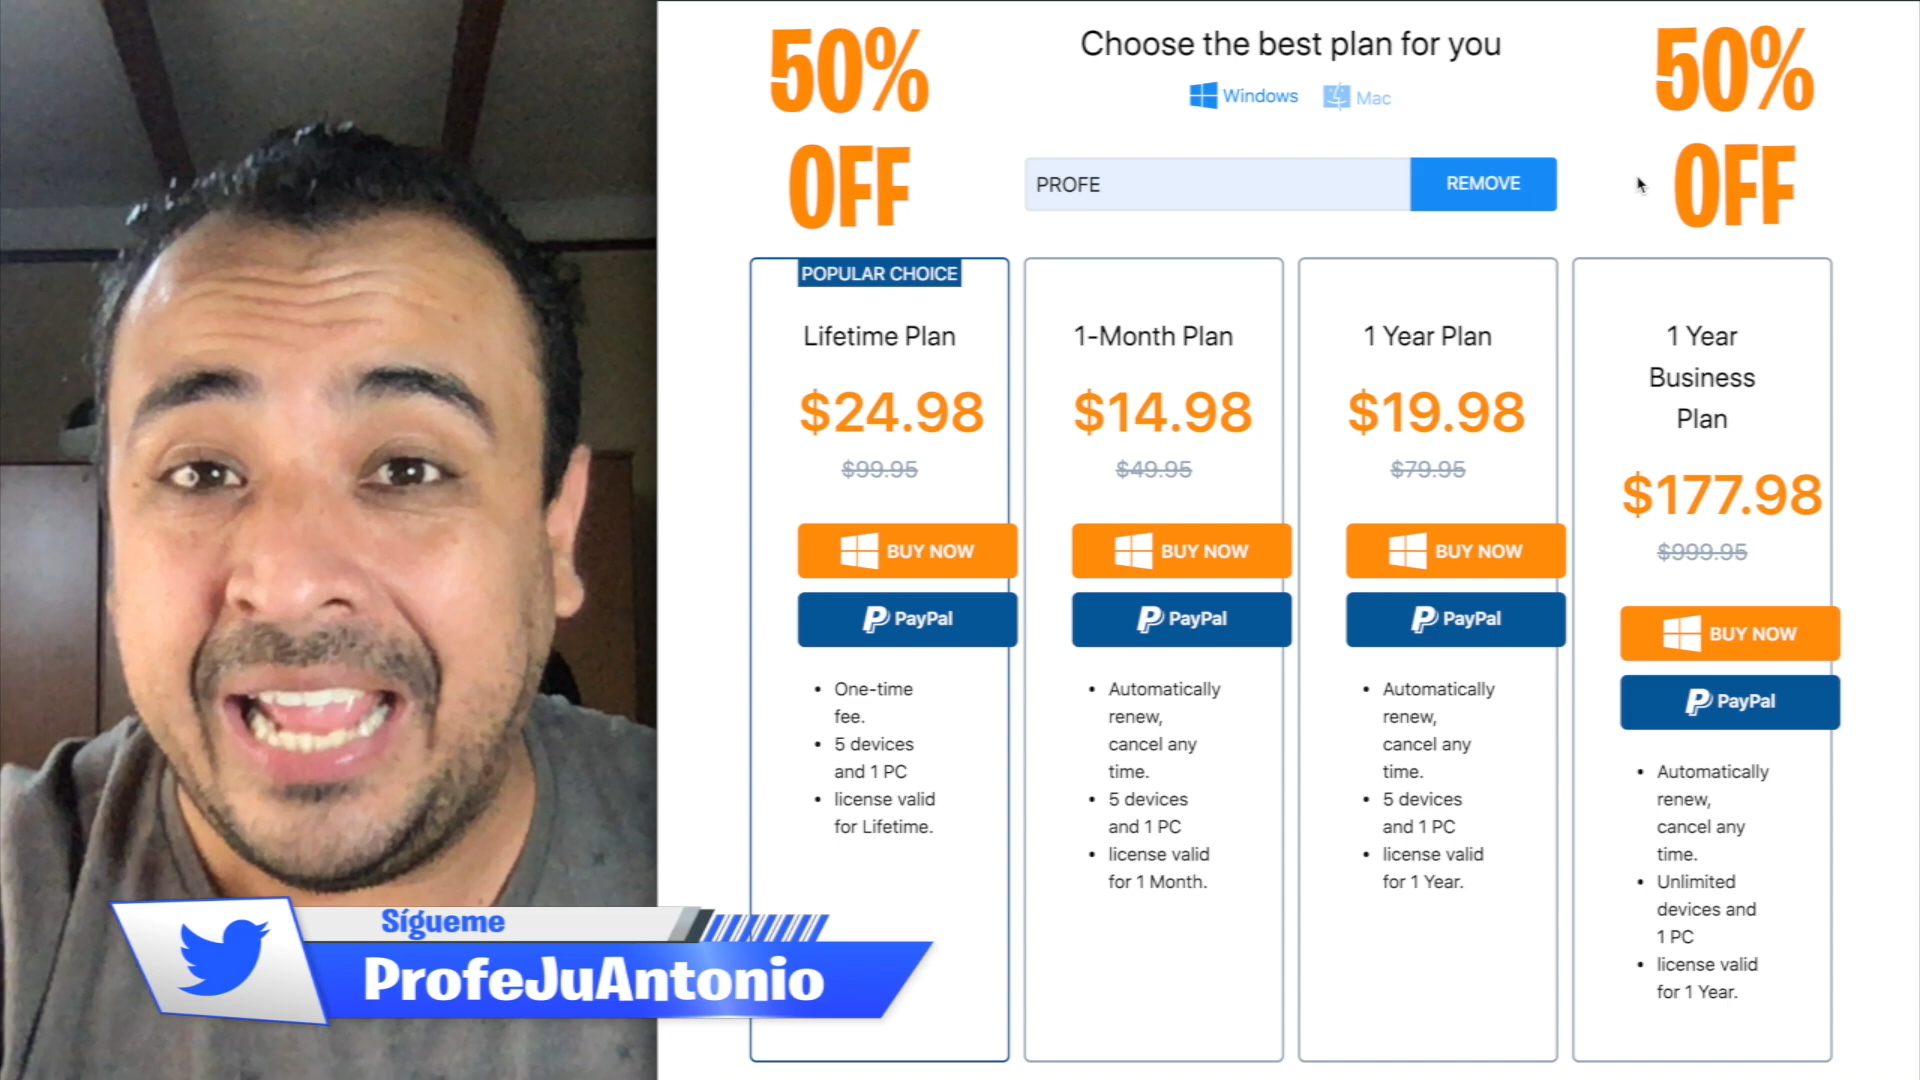 50%
OFF
Choose the best plan for you
Windows
Mac
50%
OFF
PROFE
REMOVE
POPULAR CHOICE
Lifetime Plan
$24.98
$99.95
BUY NOW
PayPal
• One-time
fee.
• 5 devices
and 1 PC
• license valid
for Lifetime.
1-Month Plan
$14.98
$49.95
BUY NOW
PayPal
• Automatically
renew,
cancel any
time.
• 5 devices
and 1 PC
• license valid
for 1 Month.
1 Year Plan
$19.98
$79.95
BUY NOW
PayPal
• Automatically
renew,
cancel any
time.
• 5 devices
and 1 PC
• license valid
for 1 Year.
1 Year
Business
Plan
$177.98
$999.95
BUY NOW
PayPal
• Automatically
renew,
cancel any
time.
• Unlimited
devices and
1 PC
• license valid
for 1 Year.
Sígueme
ProfeJuAntonio